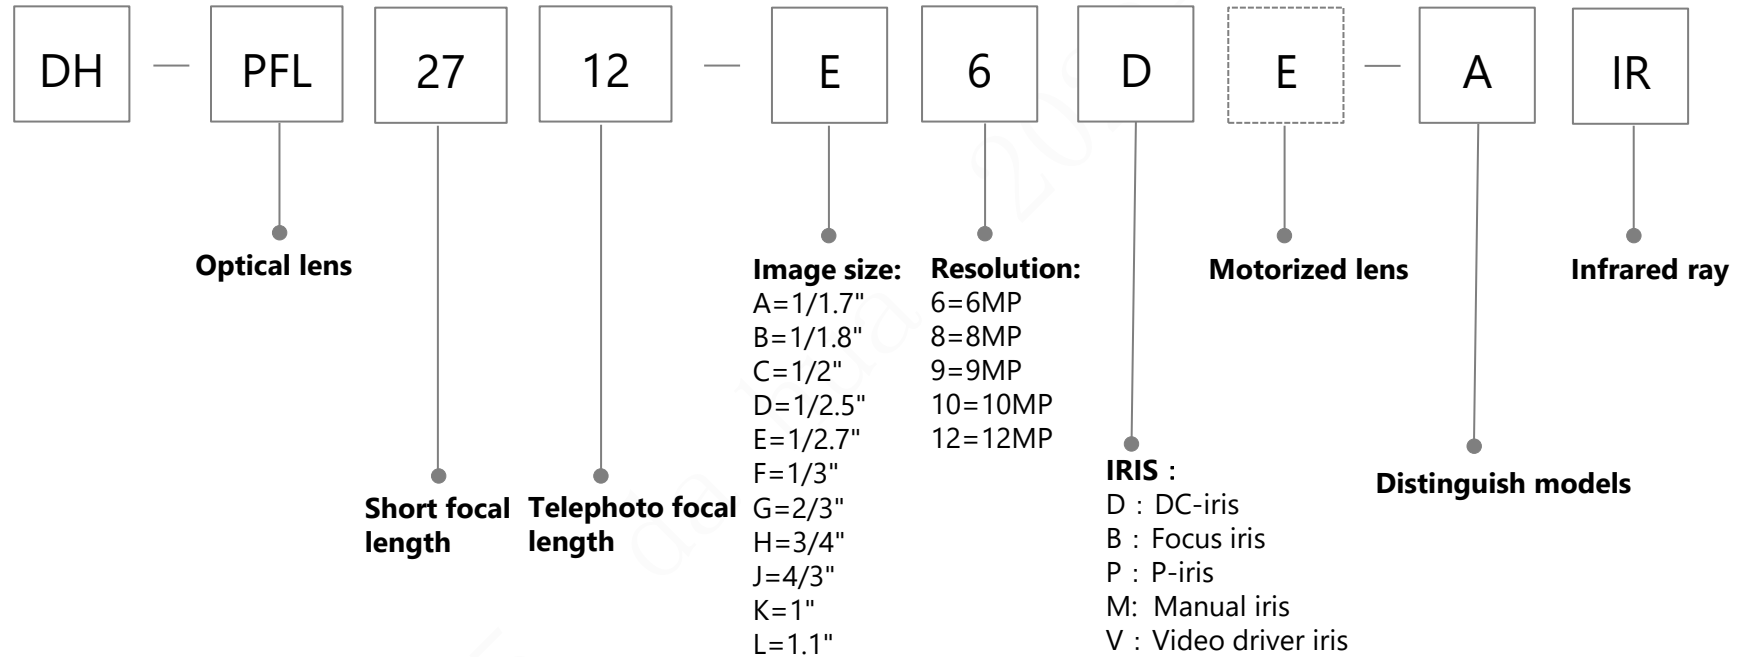 DH — PFL 27 12 — E 6 D E — A IR
Optical lens
Short focal
length
Telephoto focal
length
Image size:
A=1/1.7"
B=1/1.8"
C=1/2"
D=1/2.5"
E=1/2.7"
F=1/3"
G=2/3"
H=3/4"
J=4/3"
K=1"
L=1.1"
Resolution:
6=6MP
8=8MP
9=9MP
10=10MP
12=12MP
IRIS：
D：DC-iris
B：Focus iris
P：P-iris
M: Manual iris
V：Video driver iris
Motorized lens
Distinguish models
Infrared ray